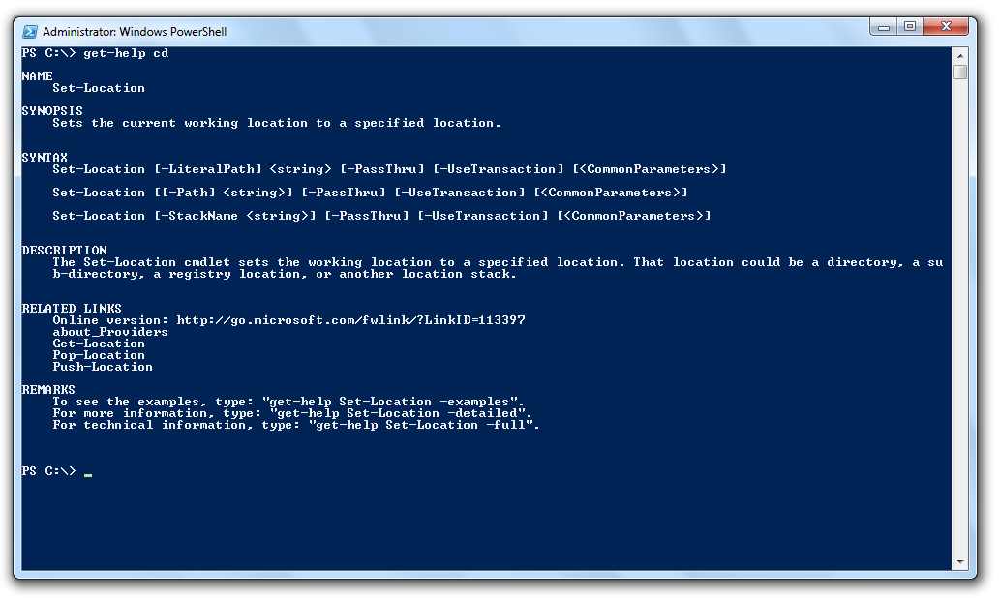 Administrator: Windows PowerShell
PS C:\> get-help cd
NAME
Set-Location
SYNOPSIS
Sets the current working location to a specified location.
SYNTAX
Set-Location [-LiteralPath] <string> [-PassThru] [-UseTransaction] [<CommonParameters>]
Set-Location [[-Path] <string>] [-PassThru] [-UseTransaction] [<CommonParameters>]
Set-Location [-StackName <string>] [-PassThru] [-UseTransaction] [<CommonParameters>]
DESCRIPTION
The Set-Location cmdlet sets the working location to a specified location. That location could be a directory, a su
b-directory, a registry location, or another location stack.
RELATED LINKS
Online version: http://go.microsoft.com/fwlink/?LinkID=113397
about_Providers
Get-Location
Pop-Location
Push-Location
REMARKS
To see the examples, type: "get-help Set-Location -examples".
For more information, type: "get-help Set-Location -detailed".
For technical information, type: "get-help Set-Location -full".
PS C:\>